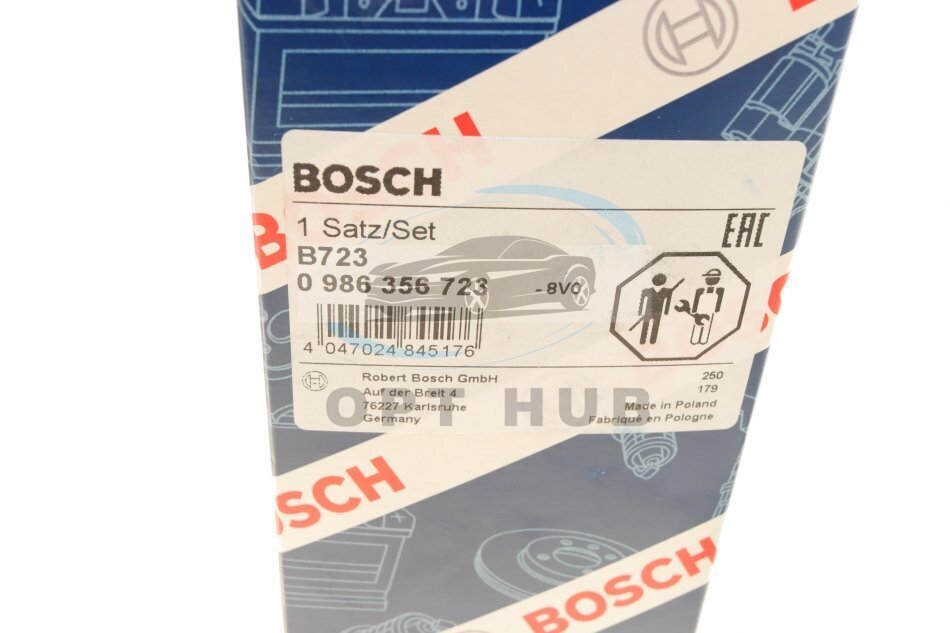 BOSCH
1 Satz/Set
EAC
B723
0 986 356 723 - 8V0
4 047024 845176
Robert Bosch GmbH
Auf der Breit 4
76227 Karlsruhe
Germany
250
179
Made in Poland
Fabriqué en Pologne
OPT HUB
BOSCH
BOSCH